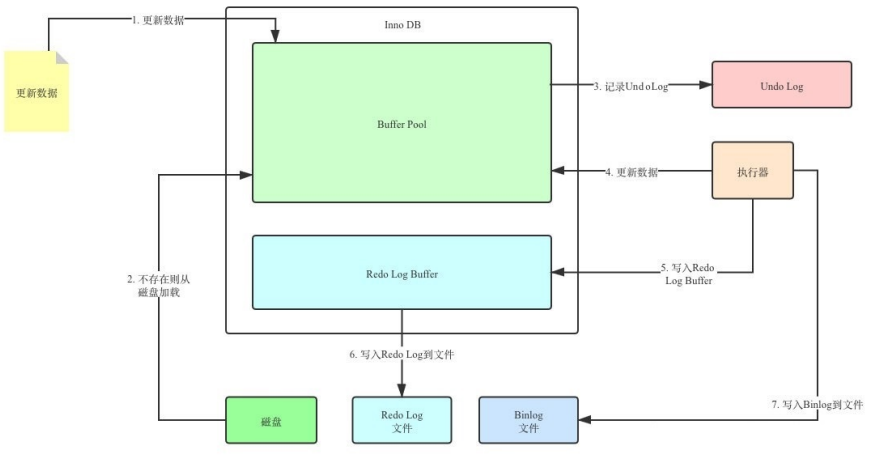 1. 更新数据
Inno DB
更新数据
Buffer Pool
3. 记录UndoLog
Undo Log
4. 更新数据
执行器
2. 不存在则从
磁盘加载
Redo Log Buffer
5. 写入Redo
Log Buffer
6. 写入Redo Log到文件
磁盘
Redo Log
文件
Binlog
文件
7. 写入Binlog到文件